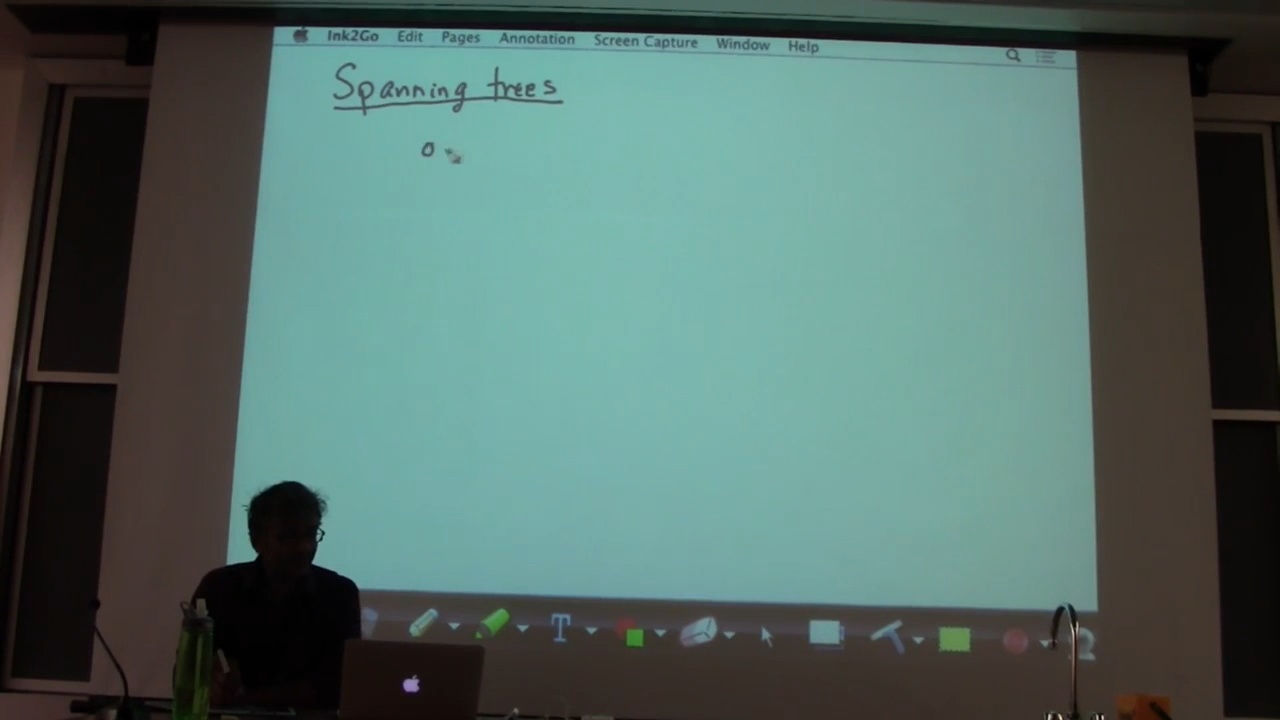 Ink2Go Edit Pages Annotation Screen Capture Window Help
Spanning trees
o
T